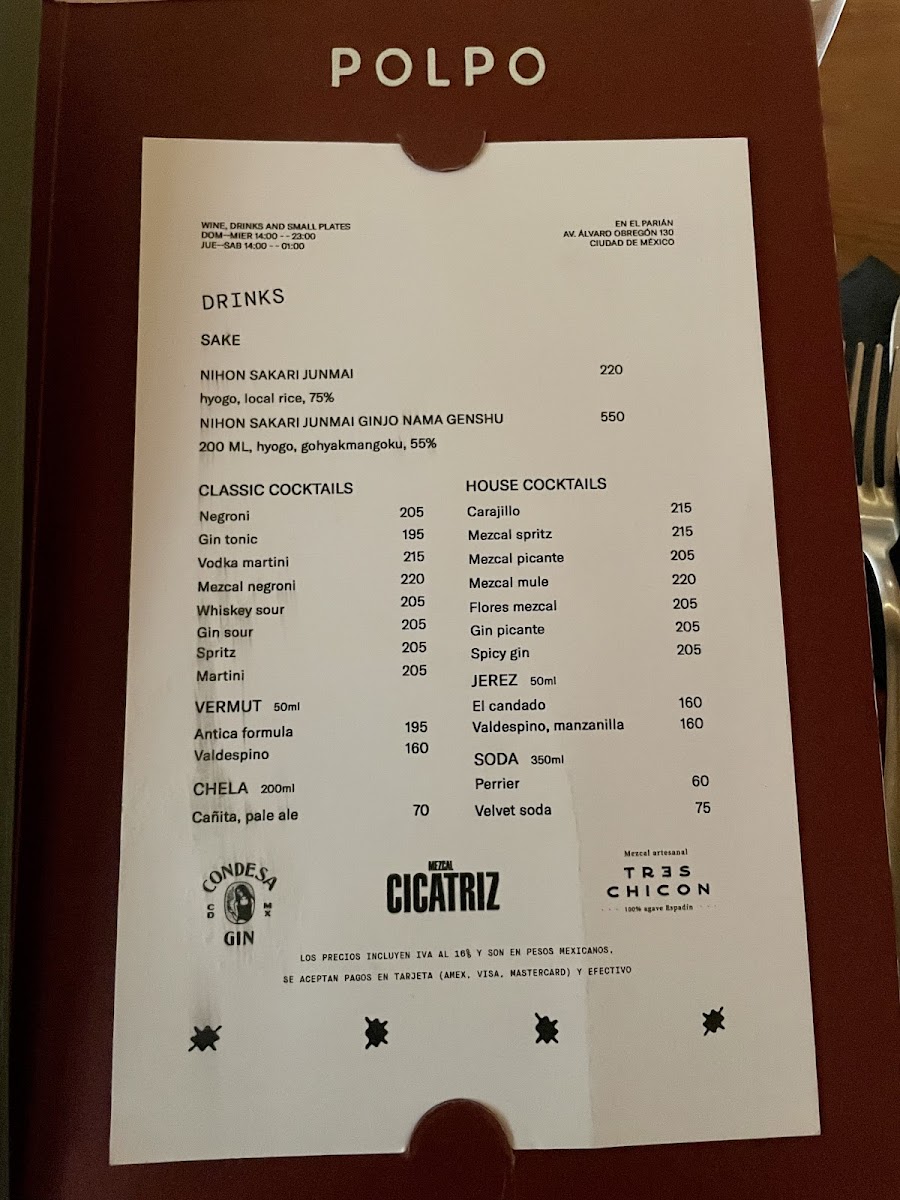 POLPO
WINE, DRINKS AND SMALL PLATES
DOM—MIER 14:00 - - 23:00
JUE—SAB 14:00 - - 01:00
EN EL PARIÁN
AV. ÁLVARO OBREGÓN 130
CIUDAD DE MÉXICO
DRINKS
SAKE
NIHON SAKARI JUNMAI 220
hyogo, local rice, 75%
NIHON SAKARI JUNMAI GINJO NAMA GENSHU 550
200 ML, hyogo, gohyakmangoku, 55%
CLASSIC COCKTAILS
Negroni 205
Gin tonic 195
Vodka martini 215
Mezcal negroni 220
Whiskey sour 205
Gin sour 205
Spritz 205
Martini 205
VERMUT 50ml
Antica formula 195
Valdespino 160
CHELA 200ml
Cañita, pale ale 70
HOUSE COCKTAILS
Carajillo 215
Mezcal spritz 215
Mezcal picante 205
Mezcal mule 220
Flores mezcal 205
Gin picante 205
Spicy gin 205
JEREZ 50ml
El candado 160
Valdespino, manzanilla 160
SODA 350ml
Perrier 60
Velvet soda 75
CONDESA
CD MX
GIN
MEZCAL
CICATRIZ
Mezcal artesanal
TR3S
CHICON
100% agave Espadín
LOS PRECIOS INCLUYEN IVA AL 16% Y SON EN PESOS MEXICANOS.
SE ACEPTAN PAGOS EN TARJETA (AMEX. VISA, MASTERCARD) Y EFECTIVO